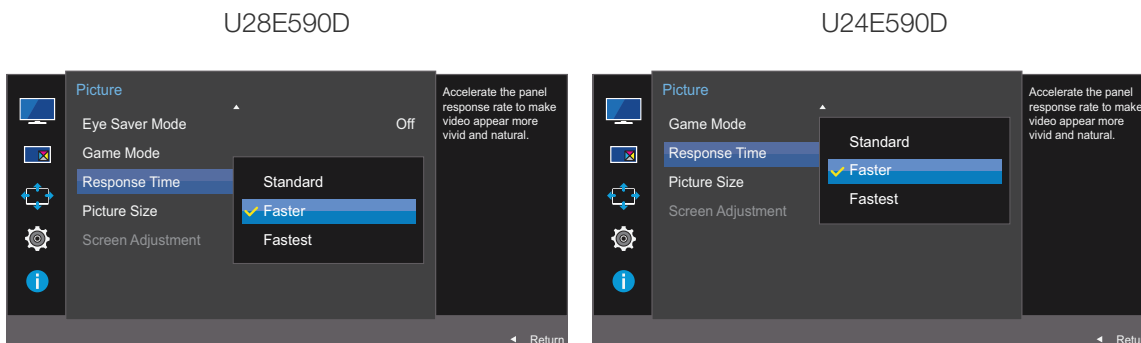 U28E590D
Picture
Eye Saver Mode Off
Game Mode
Response Time
Picture Size
Screen Adjustment
Standard
Faster
Fastest
Accelerate the panel
response rate to make
video appear more
vivid and natural.
Return
U24E590D
Picture
Game Mode
Response Time
Picture Size
Screen Adjustment
Standard
Faster
Fastest
Accelerate the panel
response rate to make
video appear more
vivid and natural.
Retu